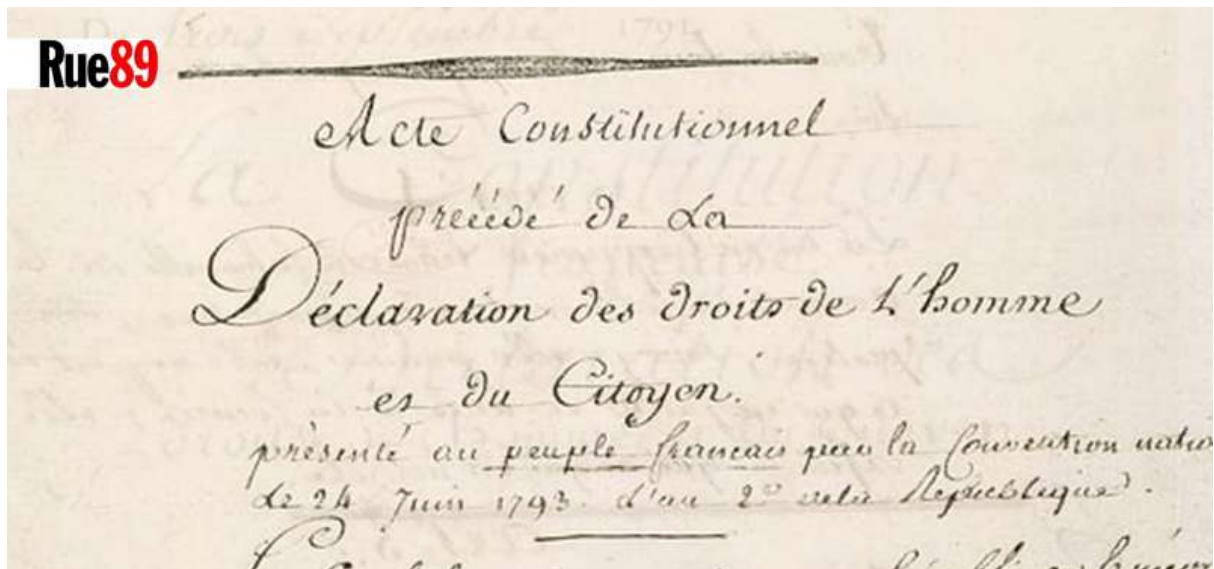 Rue89
Acte Constitutionnel
précédé de La
Déclaration des droits de L'homme
et du Citoyen.
présenté au peuple français par la Convention natio
Le 24 Juin 1793. L'an 2e de la République.